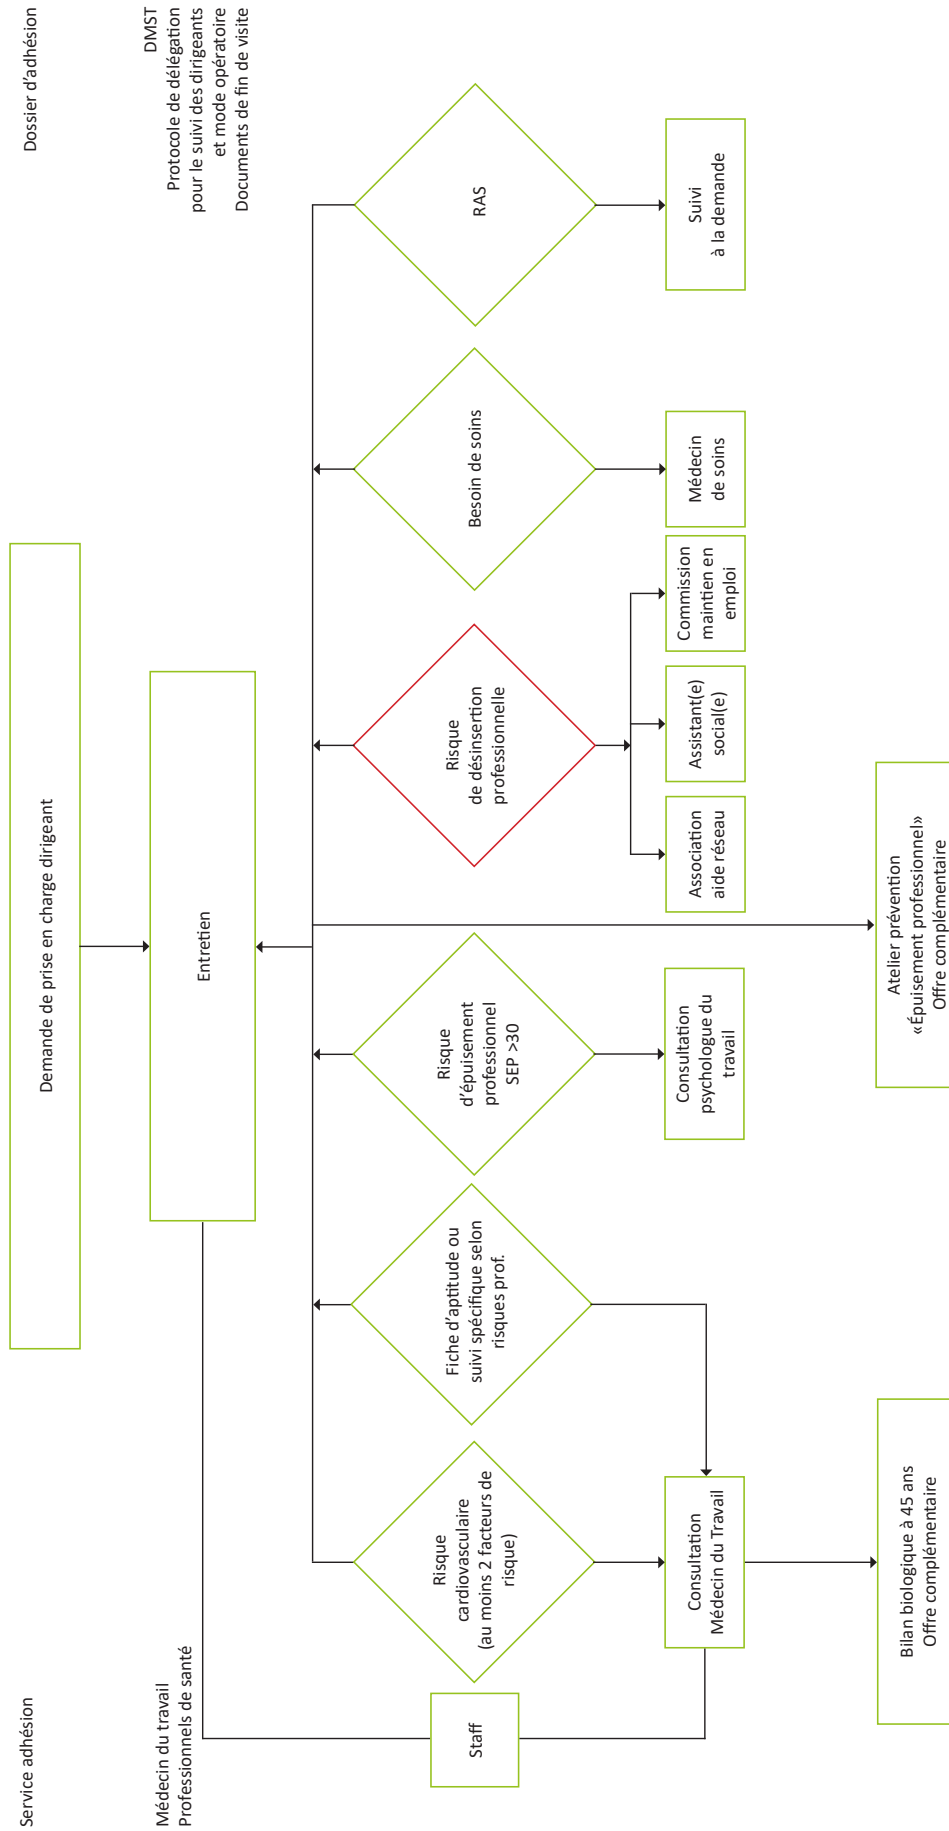 Service adhésion
Demande de prise en charge dirigeant
Dossier d'adhésion
Médecin du travail
Professionnels de santé
Entretien
DMST
Protocole de délégation
pour le suivi des dirigeants
et mode opératoire
Documents de fin de visite
Staff
Risque
cardiovasculaire
(au moins 2 facteurs de
risque)
Fiche d'aptitude ou
suivi spécifique selon
risques prof.
Risque
d'épuisement
professionnel
SEP >30
Risque
de désinsertion
professionnelle
Besoin de soins
RAS
Consultation
Médecin du Travail
Consultation
psychologue du
travail
Association
aide réseau
Assistant(e)
social(e)
Commission
maintien en
emploi
Médecin
de soins
Suivi
à la demande
Bilan biologique à 45 ans
Offre complémentaire
Atelier prévention
«Épuisement professionnel»
Offre complémentaire